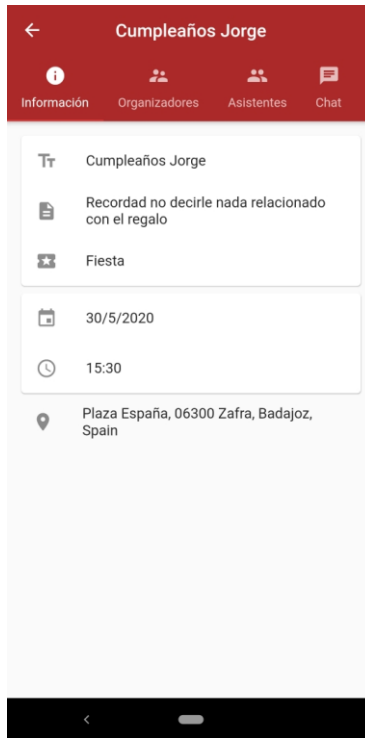 Cumpleaños Jorge
Información Organizadores Asistentes Chat
Cumpleaños Jorge
Recordad no decirle nada relacionado
con el regalo
Fiesta
30/5/2020
15:30
Plaza España, 06300 Zafra, Badajoz,
Spain